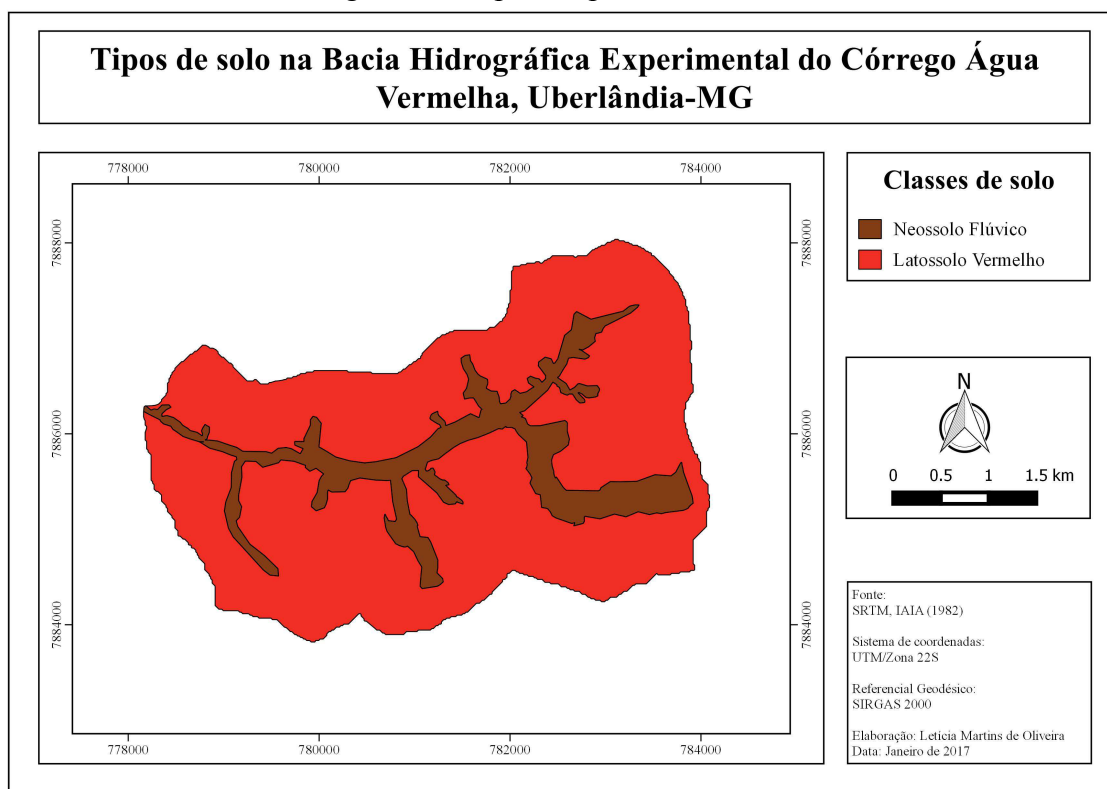 Tipos de solo na Bacia Hidrográfica Experimental do Córrego Água
Vermelha, Uberlândia-MG
778000 780000 782000 784000
7888000 7888000
7886000 7886000
7884000 7884000
778000 780000 782000 784000
Classes de solo
Neossolo Flúvico
Latossolo Vermelho
N
0 0.5 1 1.5 km
Fonte:
SRTM, IAIA (1982)
Sistema de coordenadas:
UTM/Zona 22S
Referencial Geodésico:
SIRGAS 2000
Elaboração: Letícia Martins de Oliveira
Data: Janeiro de 2017